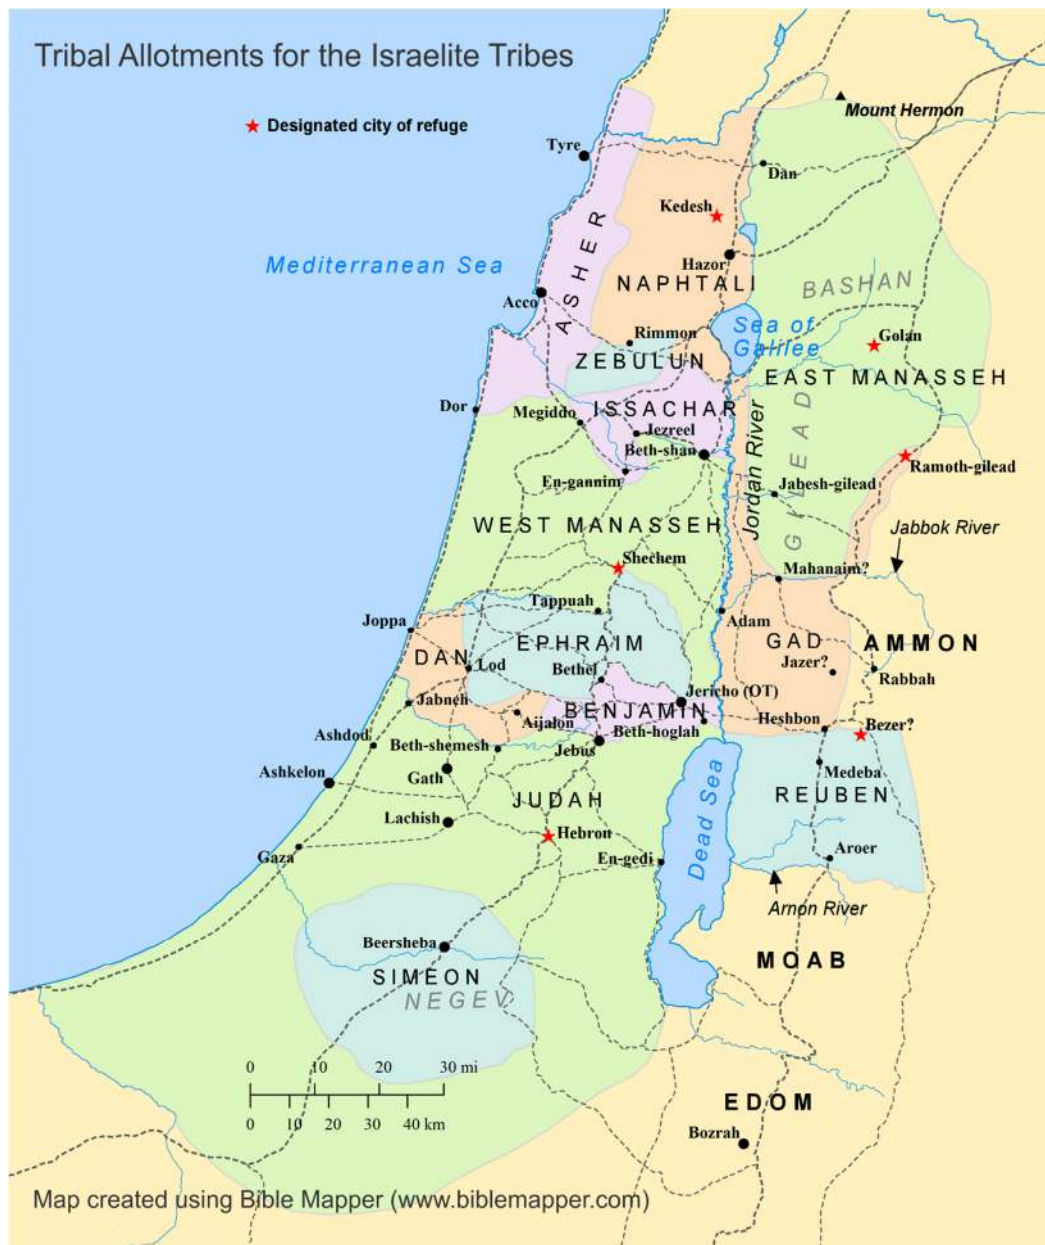 Tribal Allotments for the Israelite Tribes
Designated city of refuge
Mount Hermon
Tyre
Dan
Kedesh
ASHER
Mediterranean Sea
Hazor
NAPHTALI
BASHAN
Acco
Rimmon
Sea of
Galilee
Golan
ZEBULUN
EAST MANASSEH
Dor
Megiddo
ISSACHAR
Jezreel
Beth-shan
Jordan River
GILEAD
Ramoth-gilead
En-gannim
Jabesh-gilead
WEST MANASSEH
Jabbok River
Shechem
Mahanaim?
Tappuah
Joppa
Adam
EPHRAIM
GAD
AMMON
DAN
Lod
Bethel
Jazer?
Rabbah
Jericho (OT)
Jabneh
BENJAMIN
Aijalon
Beth-hoglah
Heshbon
Bezer?
Ashdod
Beth-shemesh
Jebus
Ashkelon
Gath
Medeba
JUDAH
REUBEN
Dead Sea
Lachish
Hebron
Gaza
En-gedi
Aroer
Arnon River
Beersheba
MOAB
SIMEON
NEGEV
0 10 20 30 mi
0 10 20 30 40 km
EDOM
Bozrah
Map created using Bible Mapper (www.biblemapper.com)